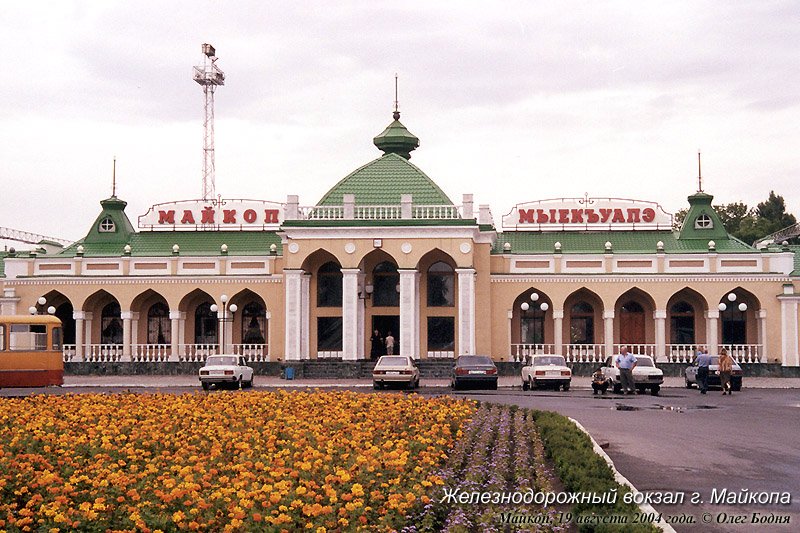 МАЙКОП
МЫЕКЪУАПЭ
Железнодорожный вокзал г. Майкопа
Майкоп, 19 августа 2004 года. © Олег Бодня